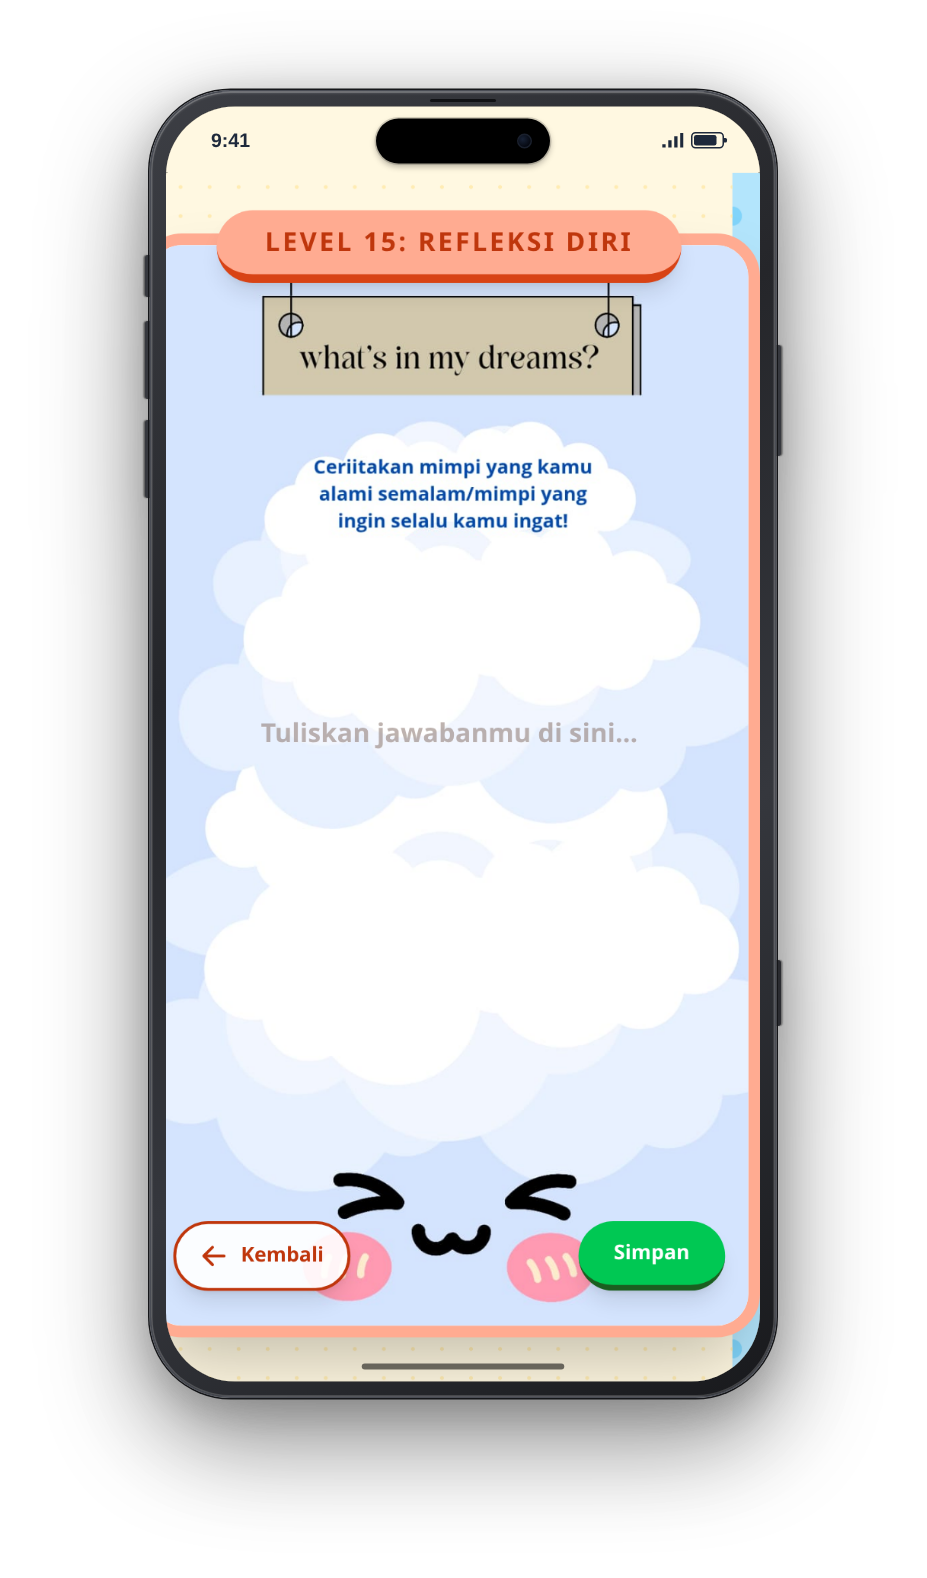 9:41
LEVEL 15: REFLEKSI DIRI
what's in my dreams?
Ceriitakan mimpi yang kamu
alami semalam/mimpi yang
ingin selalu kamu ingat!
Tuliskan jawabanmu di sini...
Kembali
Simpan